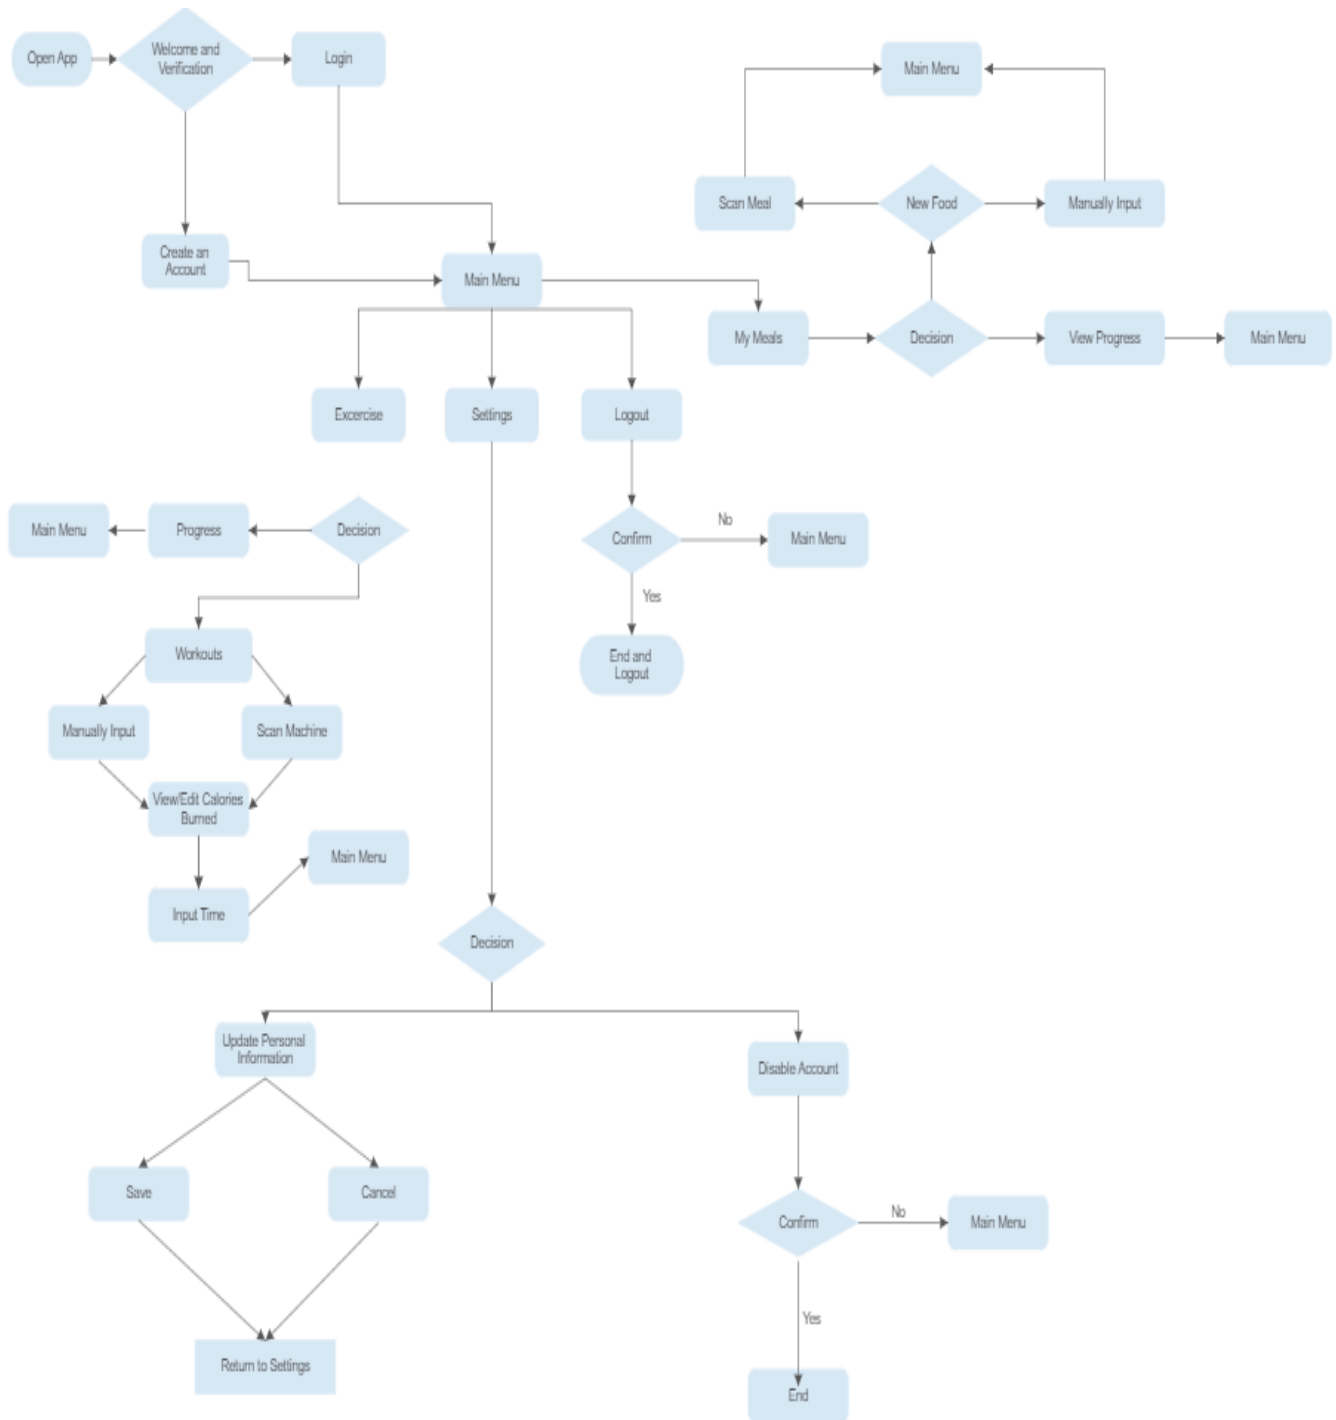 Open App
Welcome and
Verification
Login
Main Menu
Scan Meal
New Food
Manually Input
Create an
Account
Main Menu
My Meals
Decision
View Progress
Main Menu
Excercise
Settings
Logout
Main Menu
Progress
Decision
Confirm
No
Main Menu
Yes
Workouts
End and
Logout
Manually Input
Scan Machine
View/Edit Calories
Burned
Main Menu
Input Time
Decision
Update Personal
Information
Disable Account
Save
Cancel
Confirm
No
Main Menu
Yes
Return to Settings
End